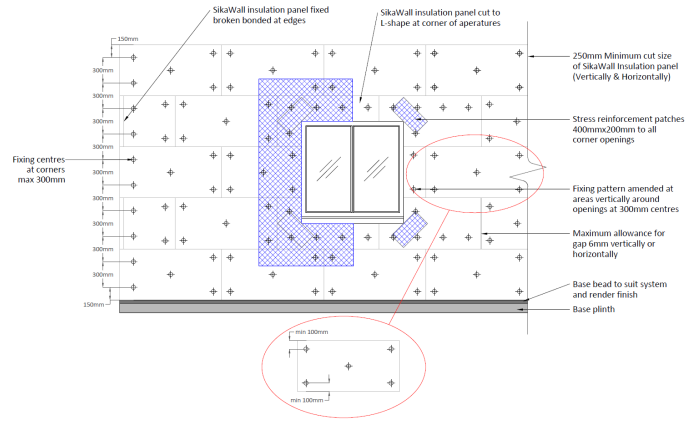 SikaWall insulation panel fixed
broken bonded at edges
SikaWall insulation panel cut to
L-shape at corner of aperatures
150mm
300mm
300mm
300mm
300mm
300mm
300mm
300mm
300mm
300mm
150mm
Fixing centres
at corners
max 300mm
250mm Minimum cut size
of SikaWall Insulation panel
(Vertically & Horizontally)
Stress reinforcement patches
400mmx200mm to all
corner openings
Fixing pattern amended at
areas vertically around
openings at 300mm centres
Maximum allowance for
gap 6mm vertically or
horizontally
Base bead to suit system
and render finish
Base plinth
min 100mm
min 100mm